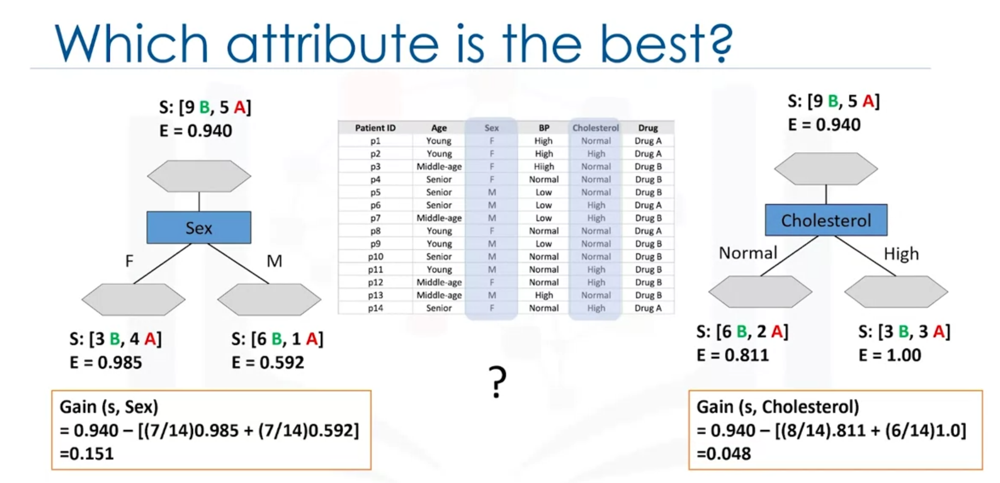 Which attribute is the best?
S: [9 B, 5 A]
E = 0.940
Sex
F M
S: [3 B, 4 A]
E = 0.985
S: [6 B, 1 A]
E = 0.592
Gain (s, Sex)
= 0.940 – [(7/14)0.985 + (7/14)0.592]
=0.151
Patient ID Age Sex BP Cholesterol Drug
p1 Young F High Normal Drug A
p2 Young F High High Drug A
p3 Middle-age F Hiigh Normal Drug B
p4 Senior F Normal Normal Drug B
p5 Senior M Low Normal Drug B
p6 Senior M Low High Drug A
p7 Middle-age M Low High Drug B
p8 Young F Normal Normal Drug A
p9 Young M Low Normal Drug B
p10 Senior M Normal Normal Drug B
p11 Young M Normal High Drug B
p12 Middle-age F Normal High Drug B
p13 Middle-age M High Normal Drug B
p14 Senior F Normal High Drug A
?
S: [9 B, 5 A]
E = 0.940
Cholesterol
Normal High
S: [6 B, 2 A]
E = 0.811
S: [3 B, 3 A]
E = 1.00
Gain (s, Cholesterol)
= 0.940 – [(8/14).811 + (6/14)1.0]
=0.048